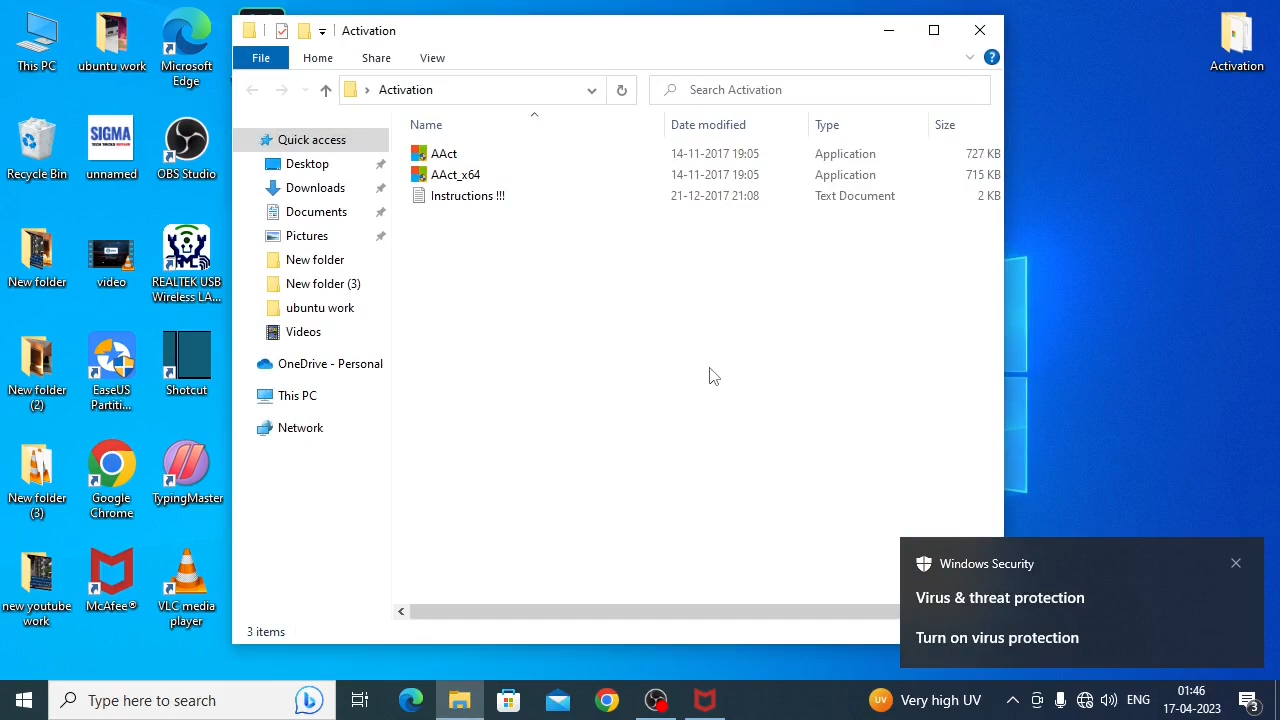 This PC
ubuntu work
Microsoft
Edge
Recycle Bin
SIGMA
unnamed
OBS Studio
New folder
video
REALTEK USB
Wireless LA...
New folder
(2)
EaseUS
Partiti...
Shotcut
New folder
(3)
Google
Chrome
TypingMaster
new youtube
work
McAfee®
VLC media
player
Activation
File
Home
Share
View
Activation
Search Activation
Name
Date modified
Type
Size
AAct
14-11-2017 19:05
Application
727 KB
AAct_x64
14-11-2017 19:05
Application
715 KB
Instructions !!!
21-12-2017 21:08
Text Document
2 KB
Quick access
Desktop
Downloads
Documents
Pictures
New folder
New folder (3)
ubuntu work
Videos
OneDrive - Personal
This PC
Network
3 items
Activation
Windows Security
Virus & threat protection
Turn on virus protection
Type here to search
UV
Very high UV
ENG
01:46
17-04-2023
3